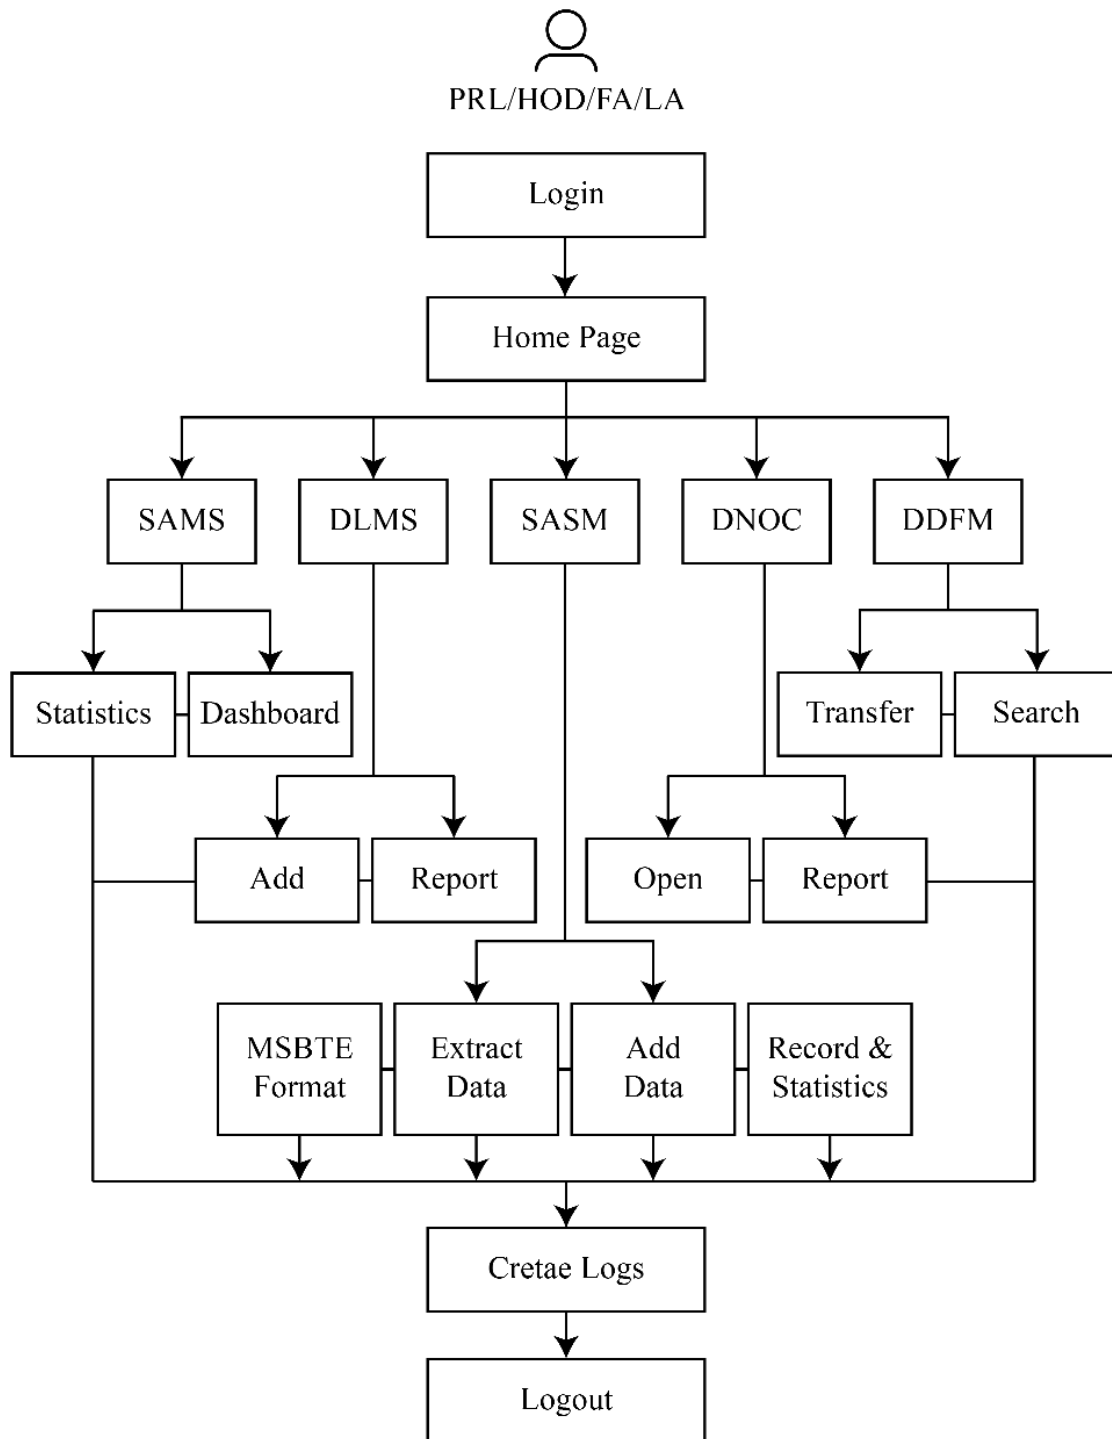 PRL/HOD/FA/LA
Login
Home Page
SAMS
DLMS
SASM
DNOC
DDFM
Statistics
Dashboard
Transfer
Search
Add
Report
Open
Report
MSBTE
Format
Extract
Data
Add
Data
Record &
Statistics
Cretae Logs
Logout